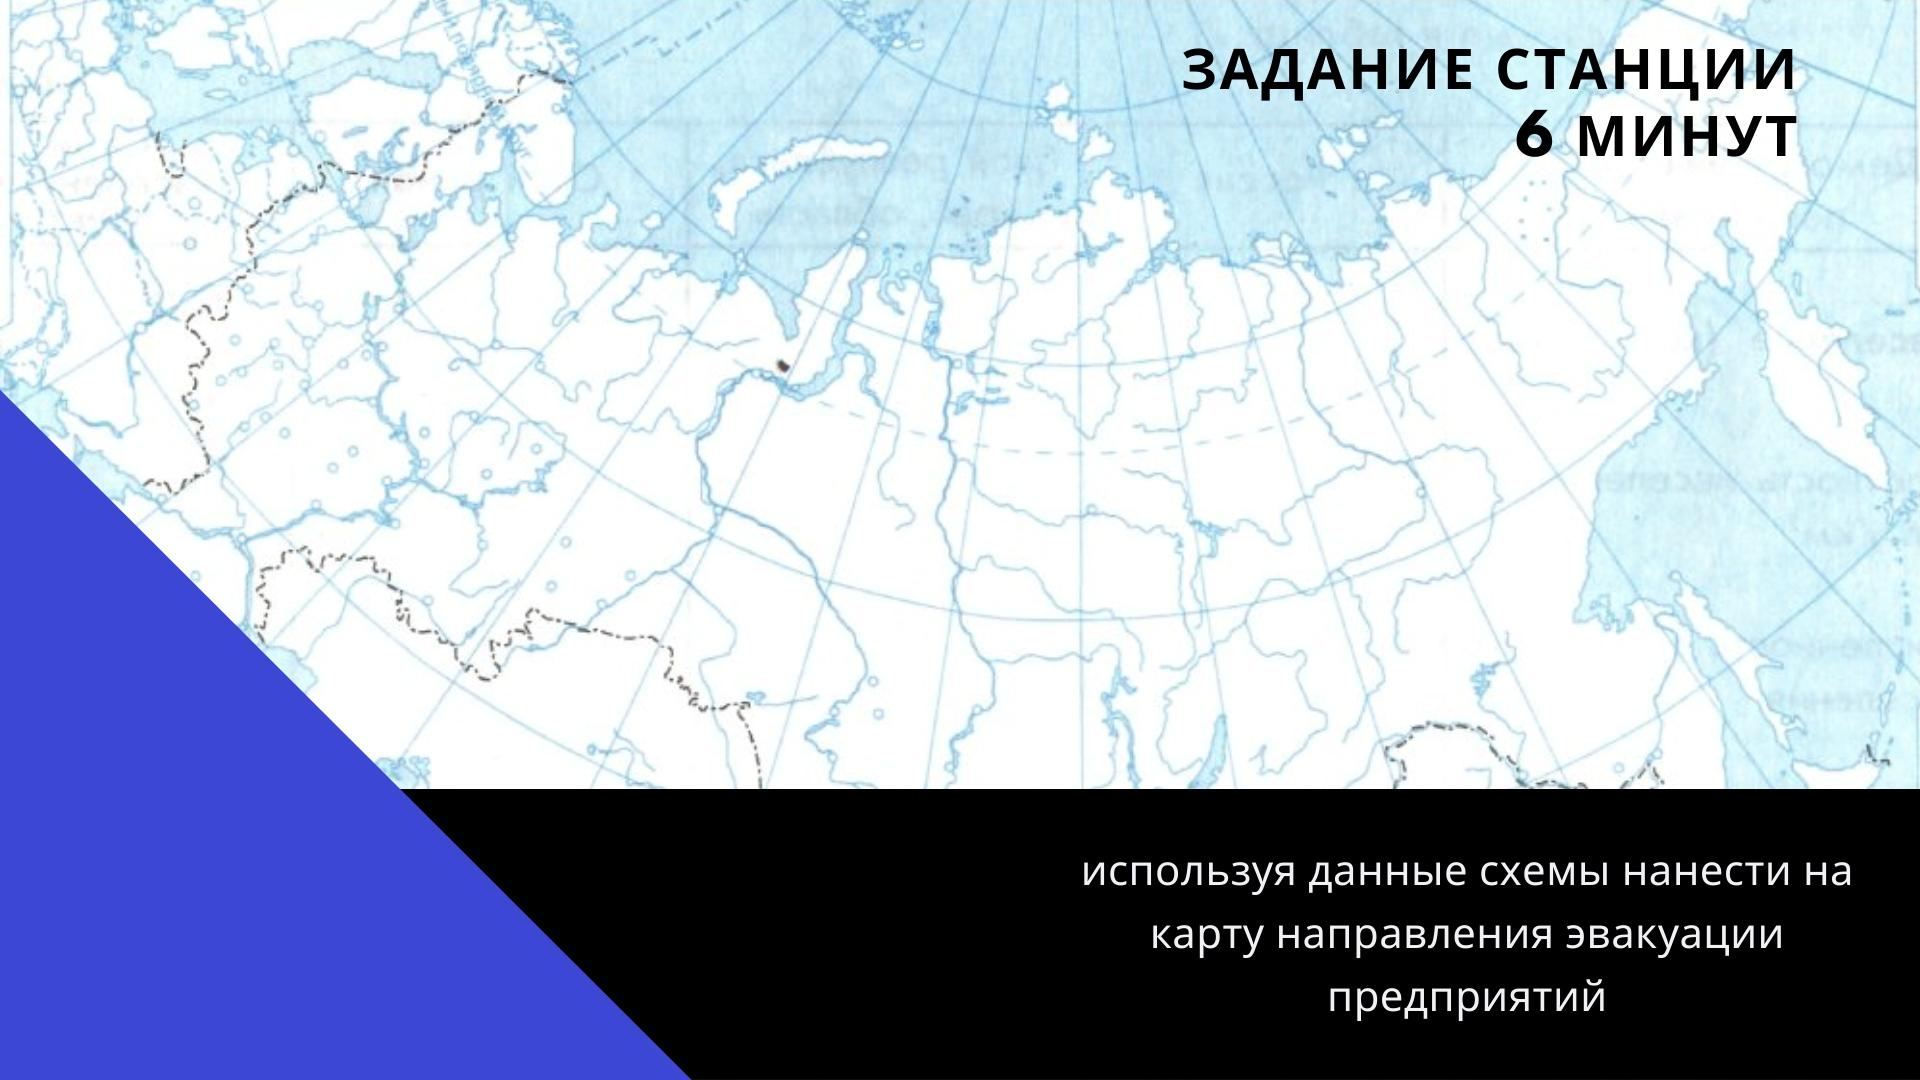 ЗАДАНИЕ СТАНЦИИ
6 МИНУТ
используя данные схемы нанести на
карту направления эвакуации
предприятий